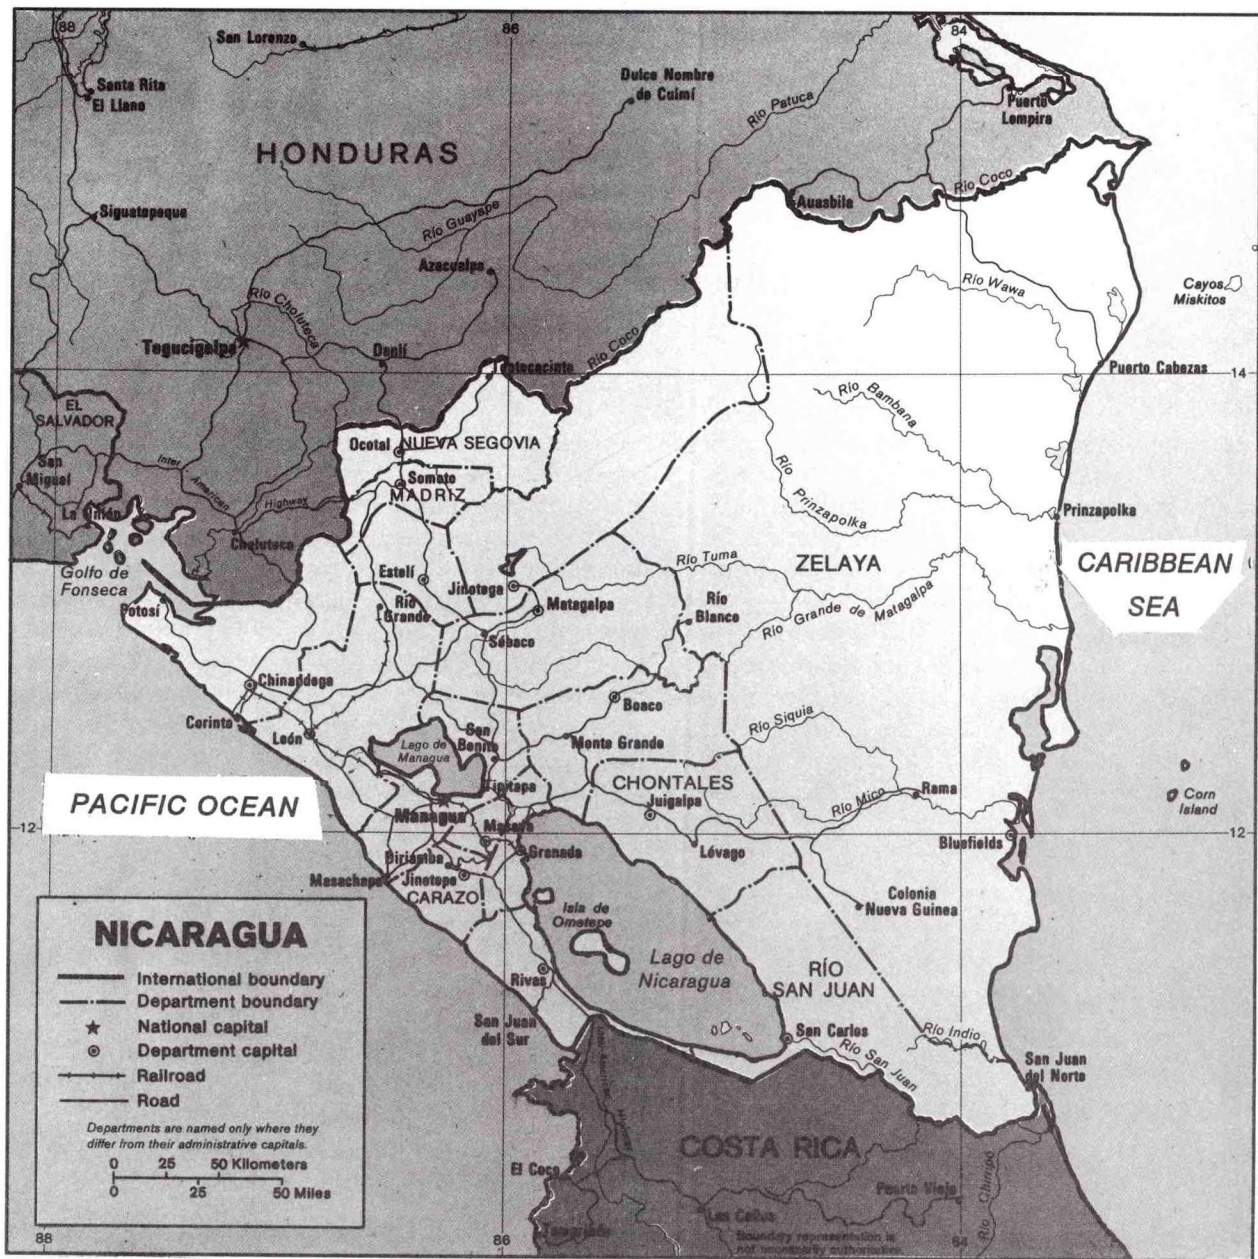 88
86
84
San Lorenzo
Santa Rita
El Llano
Dulce Nombre
de Culmí
Río Patuca
Puerto
Lempira
HONDURAS
Auasbila
Río Coco
Siguatepeque
Río Guayape
Azacualpa
Río Wawa
Cayos
Miskitos
Río Choluteca
Tegucigalpa
Danlí
Río Coco
Puerto Cabezas
14
EL
SALVADOR
Río Bambana
Ocotal
NUEVA SEGOVIA
San
Miguel
Inter
American
Highway
Somoto
MADRIZ
Río
Prinzapolka
La Unión
Choluteca
Prinzapolka
Golfo de
Fonseca
Estelí
Jinotega
Río Tuma
ZELAYA
CARIBBEAN
SEA
Potosí
Río
Grande
Matagalpa
Río
Blanco
Río Grande de Matagalpa
Sébaco
Chinandega
Boaco
Corinto
León
Lago de
Managua
San
Benito
Monte Grande
Río Siquia
PACIFIC OCEAN
Tipitapa
CHONTALES
Juigalpa
Río Mico
Rama
Corn
Island
Managua
Masaya
12
12
Granada
Lóvago
Bluefields
Diriamba
Masachapa
Jinotepe
CARAZO
Colonia
Nueva Guinea
Isla de
Ometepe
Lago de
Nicaragua
Rivas
RÍO
SAN JUAN
San Juan
del Sur
San Carlos
Río San Juan
Río Indio
San Juan
del Norte
NICARAGUA
International boundary
Department boundary
National capital
Department capital
Railroad
Road
Departments are named only where they
differ from their administrative capitals.
0 25 50 Kilometers
0 25 50 Miles
COSTA RICA
El Coco
Highway
Puerto Viejo
Boundary representation is
not necessarily authoritative.
88
86
84